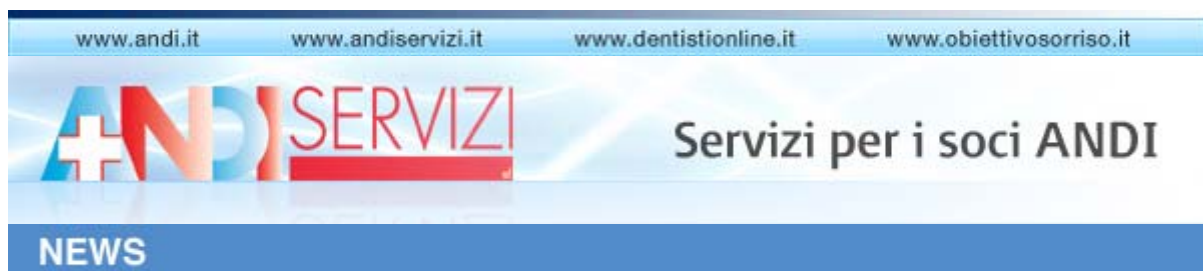 www.andi.it www.andiservizi.it www.dentistionline.it www.obiettivosorriso.it
ANDI SERVIZI
Servizi per i soci ANDI
NEWS